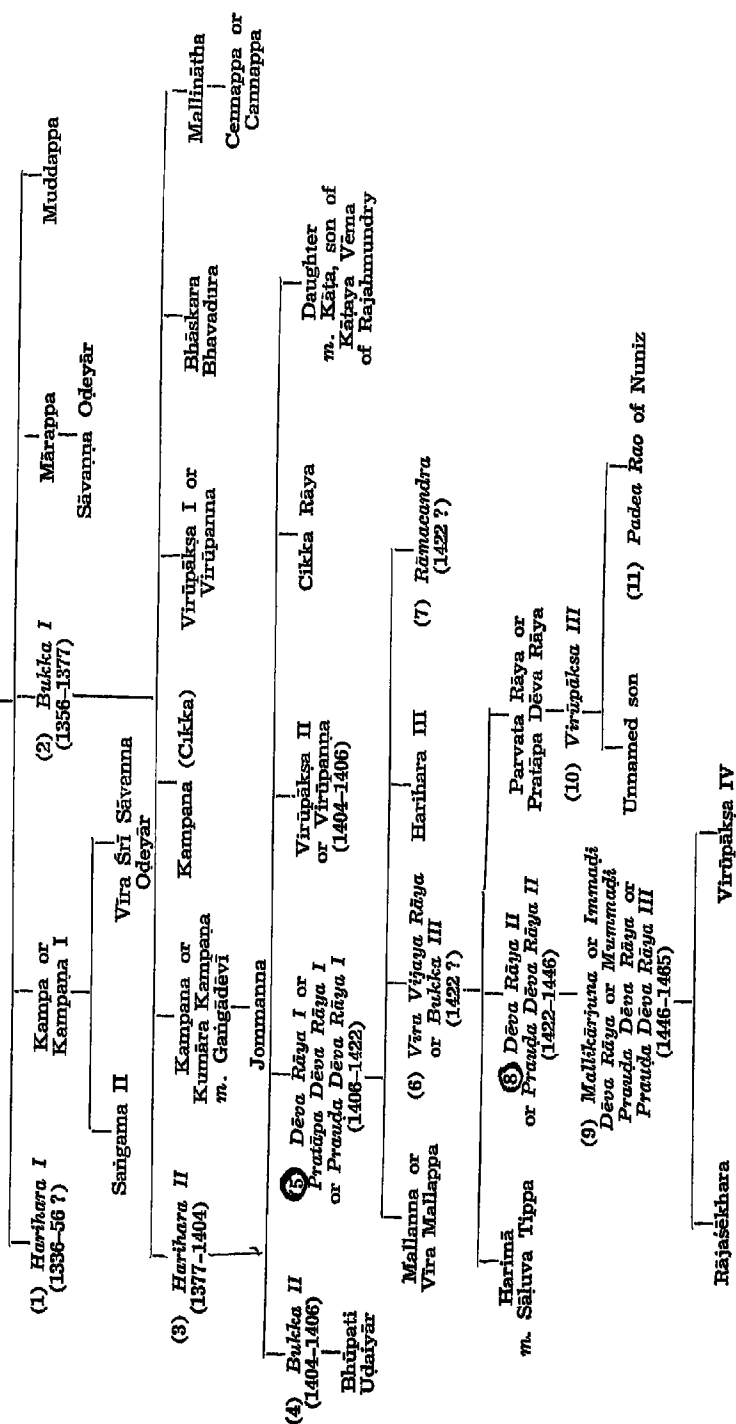 (1) Harihara I
(1336–56 ?)
Kampa or
Kampaṇa I
(2) Bukka I
(1356–1377)
Mārappa
Muddappa
Saṅgama II
Vīra Śrī Sāvanna
Oḍeyār
Sāvaṇṇa Oḍeyār
(3) Harihara II
(1377–1404)
Kampana or
Kumāra Kampaṇa
m. Gaṅgādēvī
Kampana (Cikka)
Virūpākṣa I or
Virūpanna
Bhāskara
Bhavadura
Mallinātha
Jommanna
Cennappa or
Cannappa
(4) Bukka II
(1404–1406)
(5) Dēva Rāya I or
Pratāpa Dēva Rāya I
or Prauḍa Dēva Rāya I
(1406–1422)
Virūpākṣa II
or Virūpaṇṇa
(1404–1406)
Cikka Rāya
Daughter
m. Kāṭa, son of
Kāṭaya Vēma
of Rajahmundry
Bhūpati
Uḍaiyār
Mallanna or
Vīra Mallappa
(6) Vīra Vijaya Rāya
or Bukka III
(1422 ?)
Harihara III
(7) Rāmacandra
(1422 ?)
Harimā
m. Sāḷuva Tippa
(8) Dēva Rāya II
or Prauḍa Dēva Rāya II
(1422–1446)
Parvata Rāya or
Pratāpa Dēva Rāya
(9) Mallikārjuna or Immaḍi
Dēva Rāya or Mummaḍi
Prauda Dēva Rāya or
Prauda Dēva Rāya III
(1446–1465)
(10) Virūpākṣa III
Unnamed son
(11) Padea Rao of Nuniz
Rājaśēkhara
Virūpākṣa IV